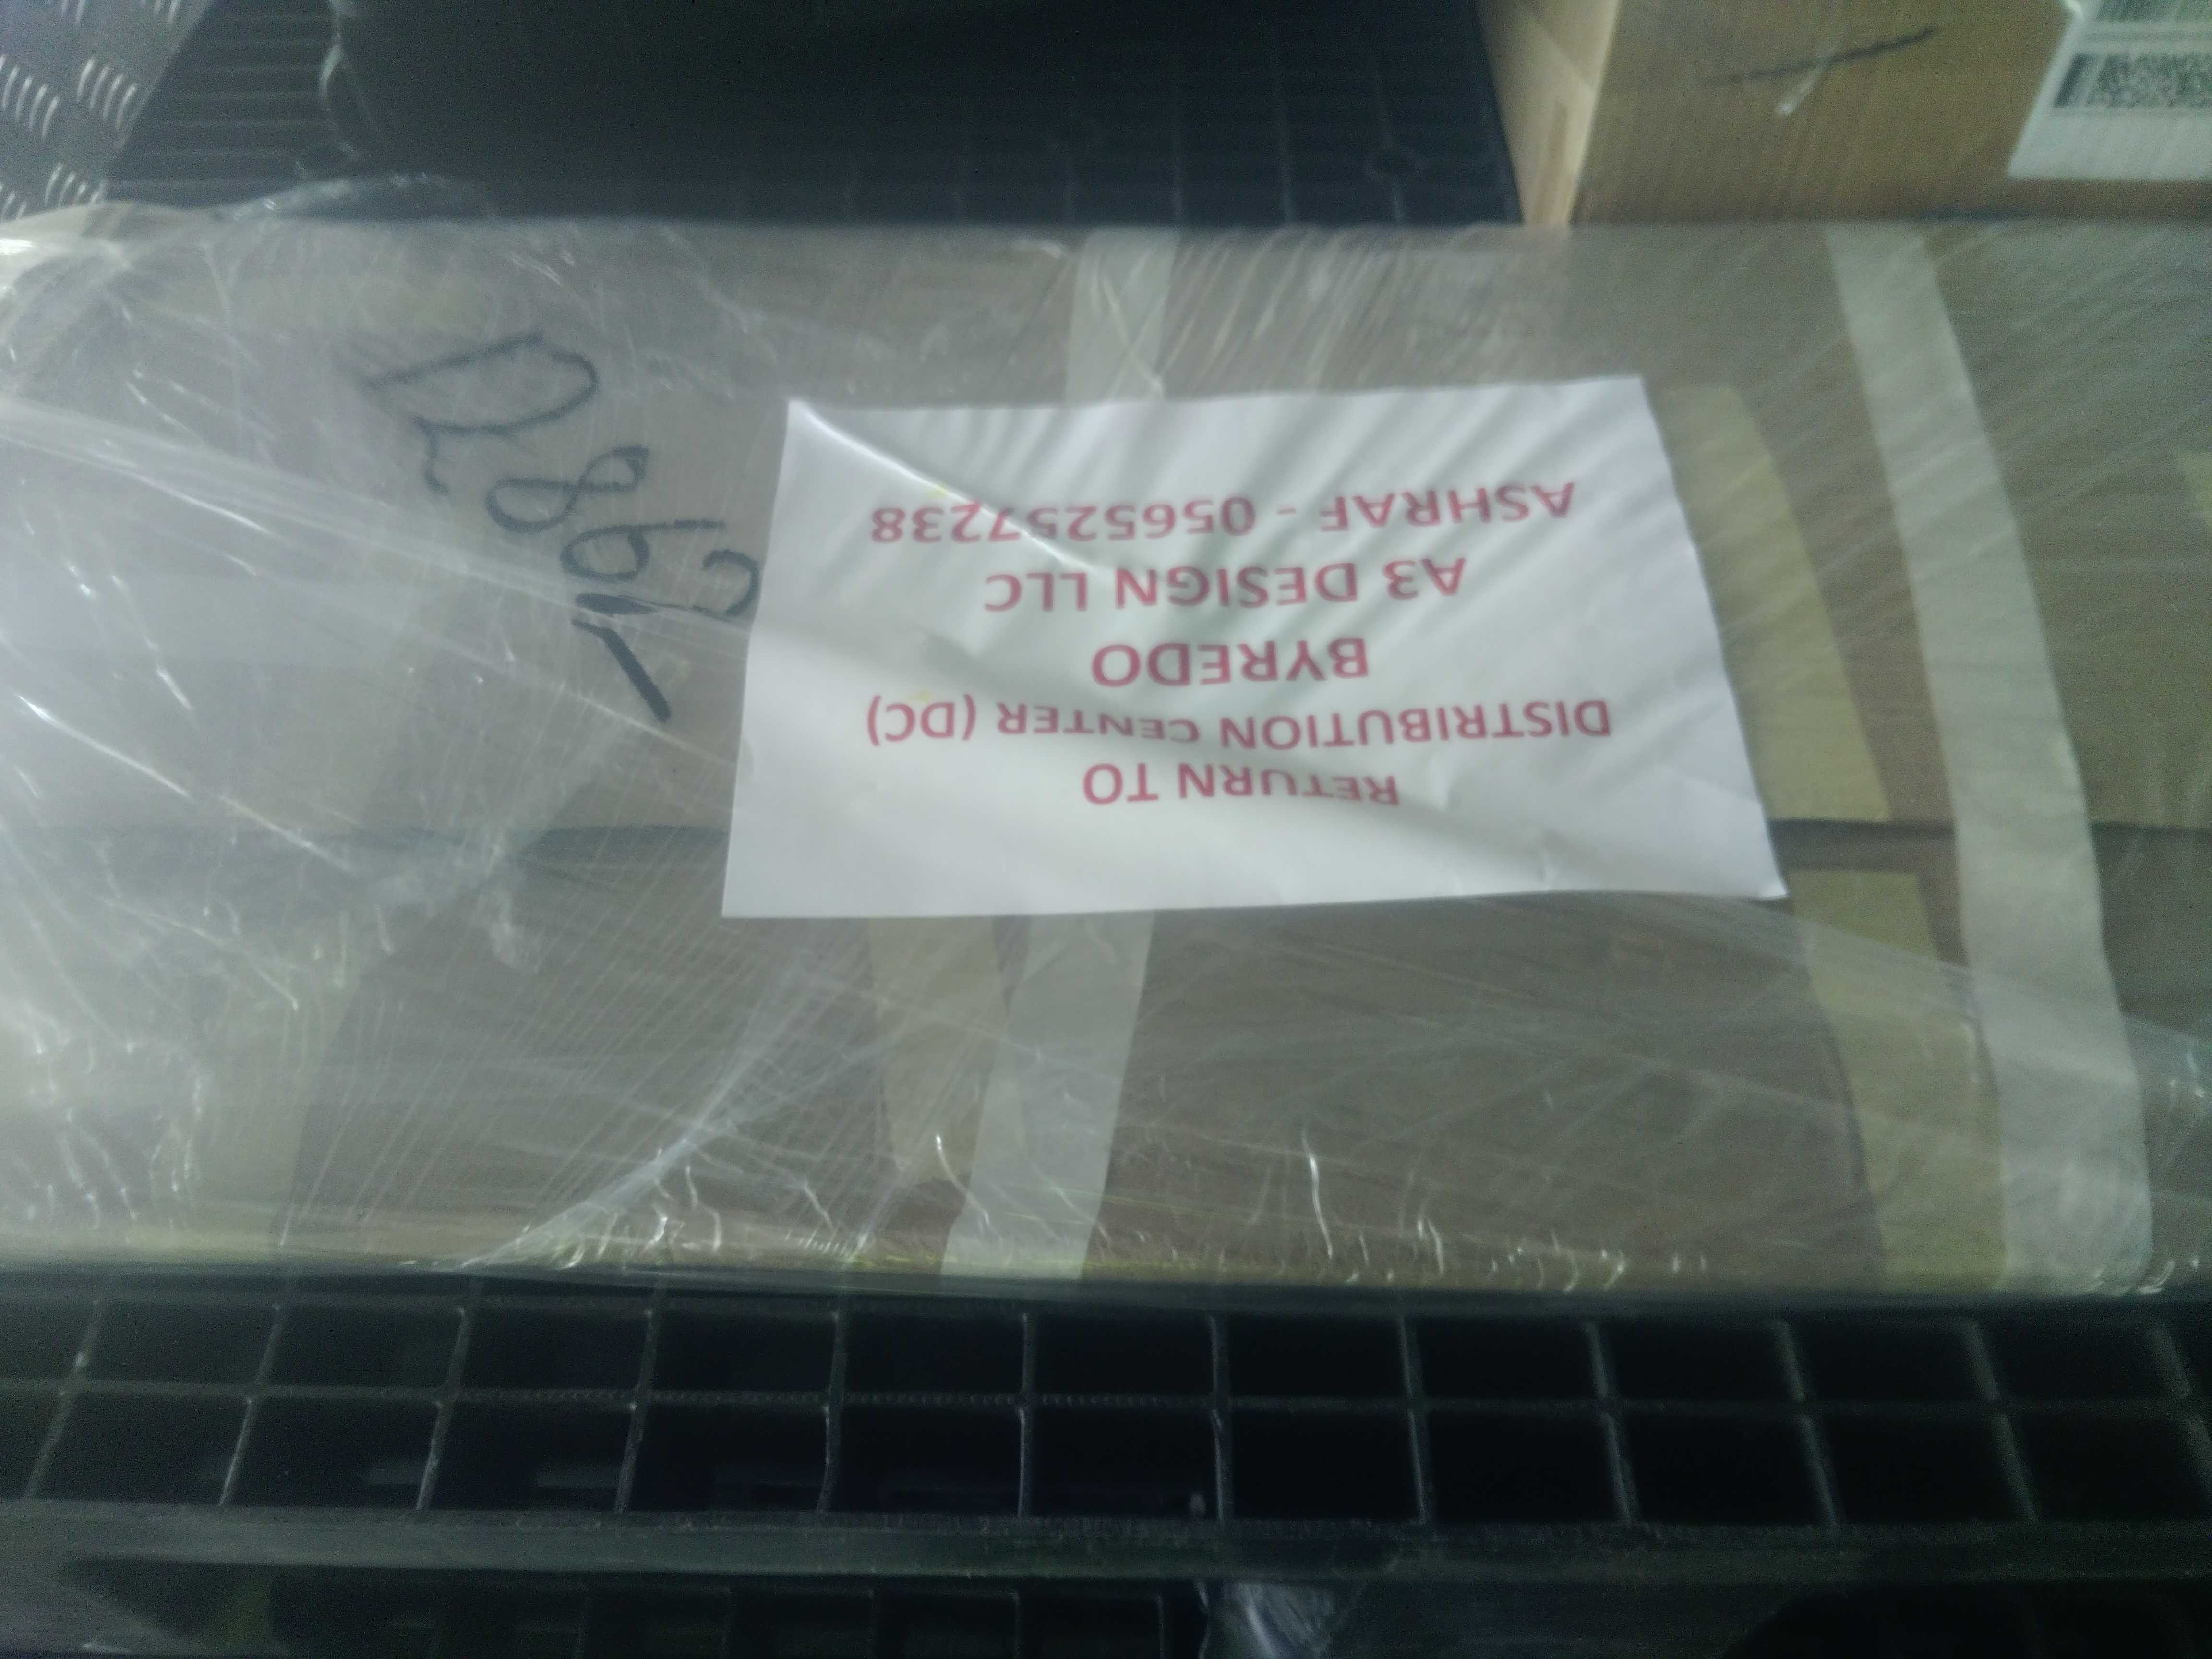 RETURN TO
DISTRIBUTION CENTER (DC)
BYREDO
A3 DESIGN LLC
ASHRAF - 0565257238